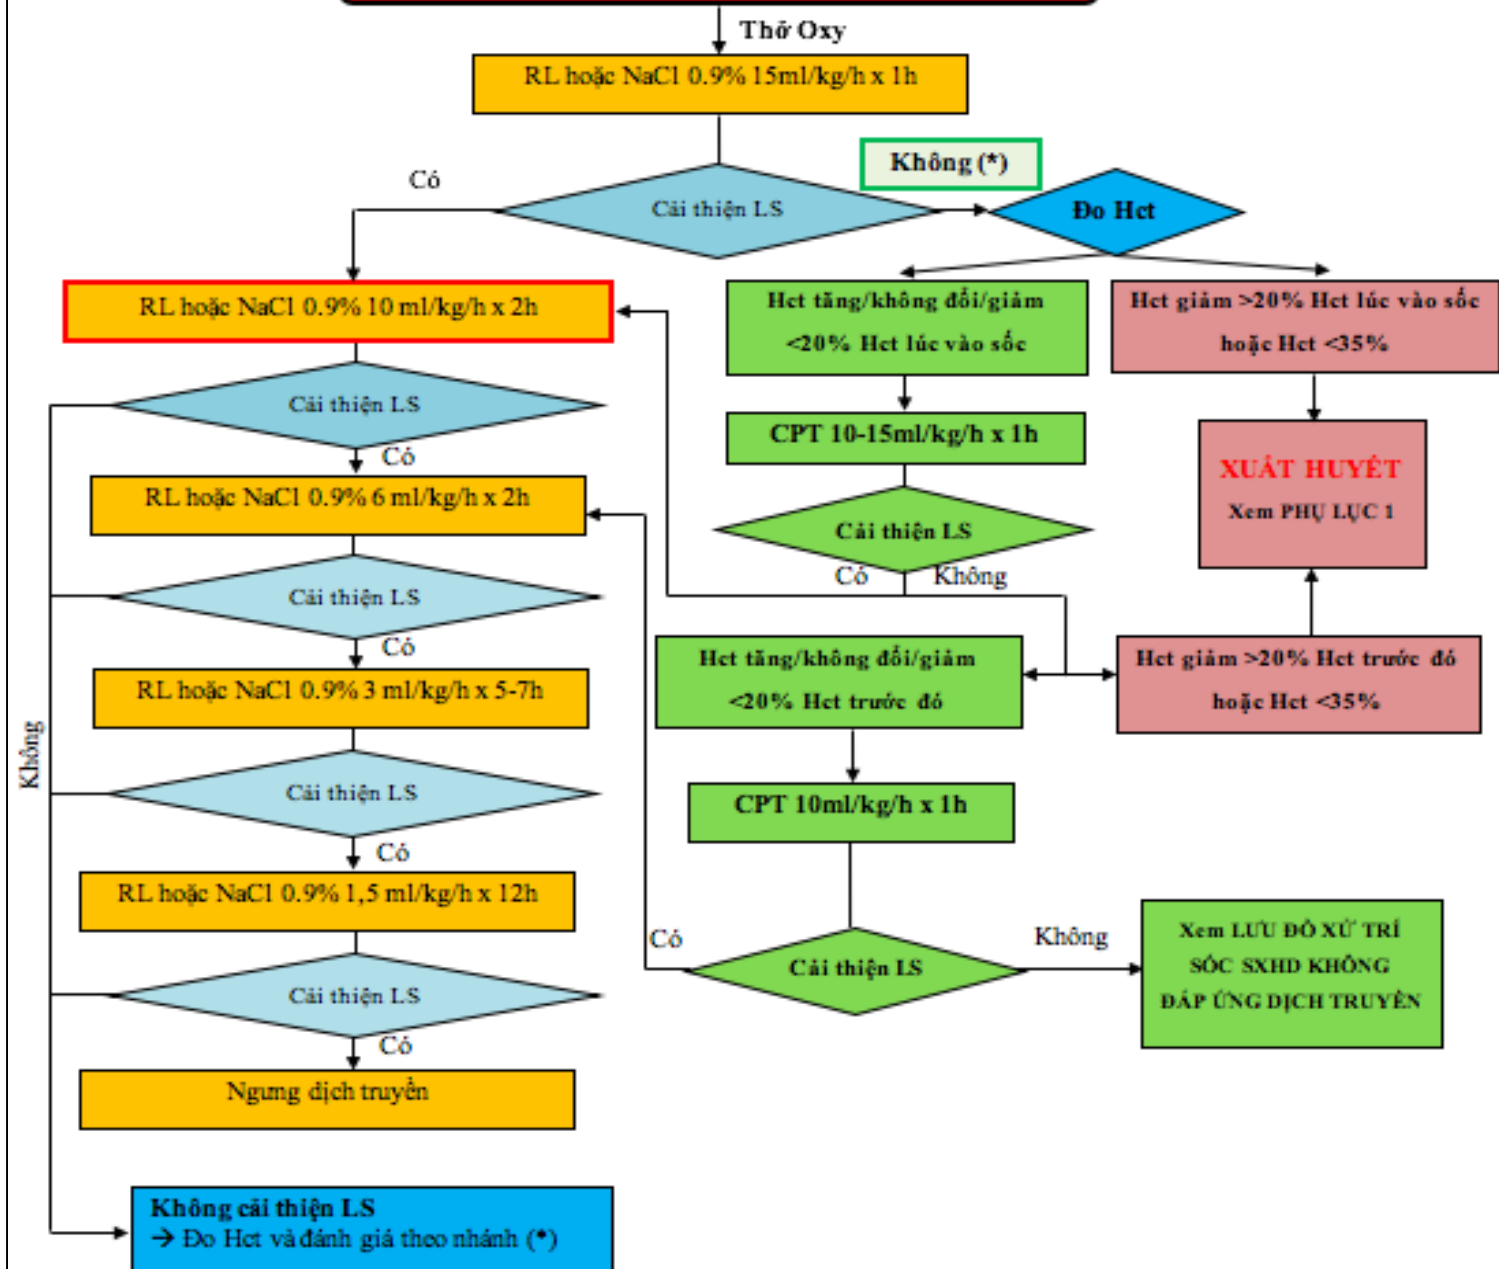 Thở Oxy
RL hoặc NaCl 0.9% 15ml/kg/h x 1h
Có
Cải thiện LS
Không (*)
Đo Hct
RL hoặc NaCl 0.9% 10 ml/kg/h x 2h
Hct tăng/không đổi/giảm
<20% Hct lúc vào sốc
Hct giảm >20% Hct lúc vào sốc
hoặc Hct <35%
Cải thiện LS
Có
CPT 10-15ml/kg/h x 1h
XUẤT HUYẾT
Xem PHỤ LỤC 1
RL hoặc NaCl 0.9% 6 ml/kg/h x 2h
Cải thiện LS
Có
Không
Cải thiện LS
Có
Hct tăng/không đổi/giảm
<20% Hct trước đó
Hct giảm >20% Hct trước đó
hoặc Hct <35%
RL hoặc NaCl 0.9% 3 ml/kg/h x 5-7h
Không
Cải thiện LS
Có
CPT 10ml/kg/h x 1h
RL hoặc NaCl 0.9% 1,5 ml/kg/h x 12h
Có
Cải thiện LS
Không
Xem LƯU ĐỒ XỬ TRÍ
SỐC SXHD KHÔNG
ĐÁP ỨNG DỊCH TRUYỀN
Cải thiện LS
Có
Ngưng dịch truyền
Không cải thiện LS
→ Đo Hct và đánh giá theo nhánh (*)